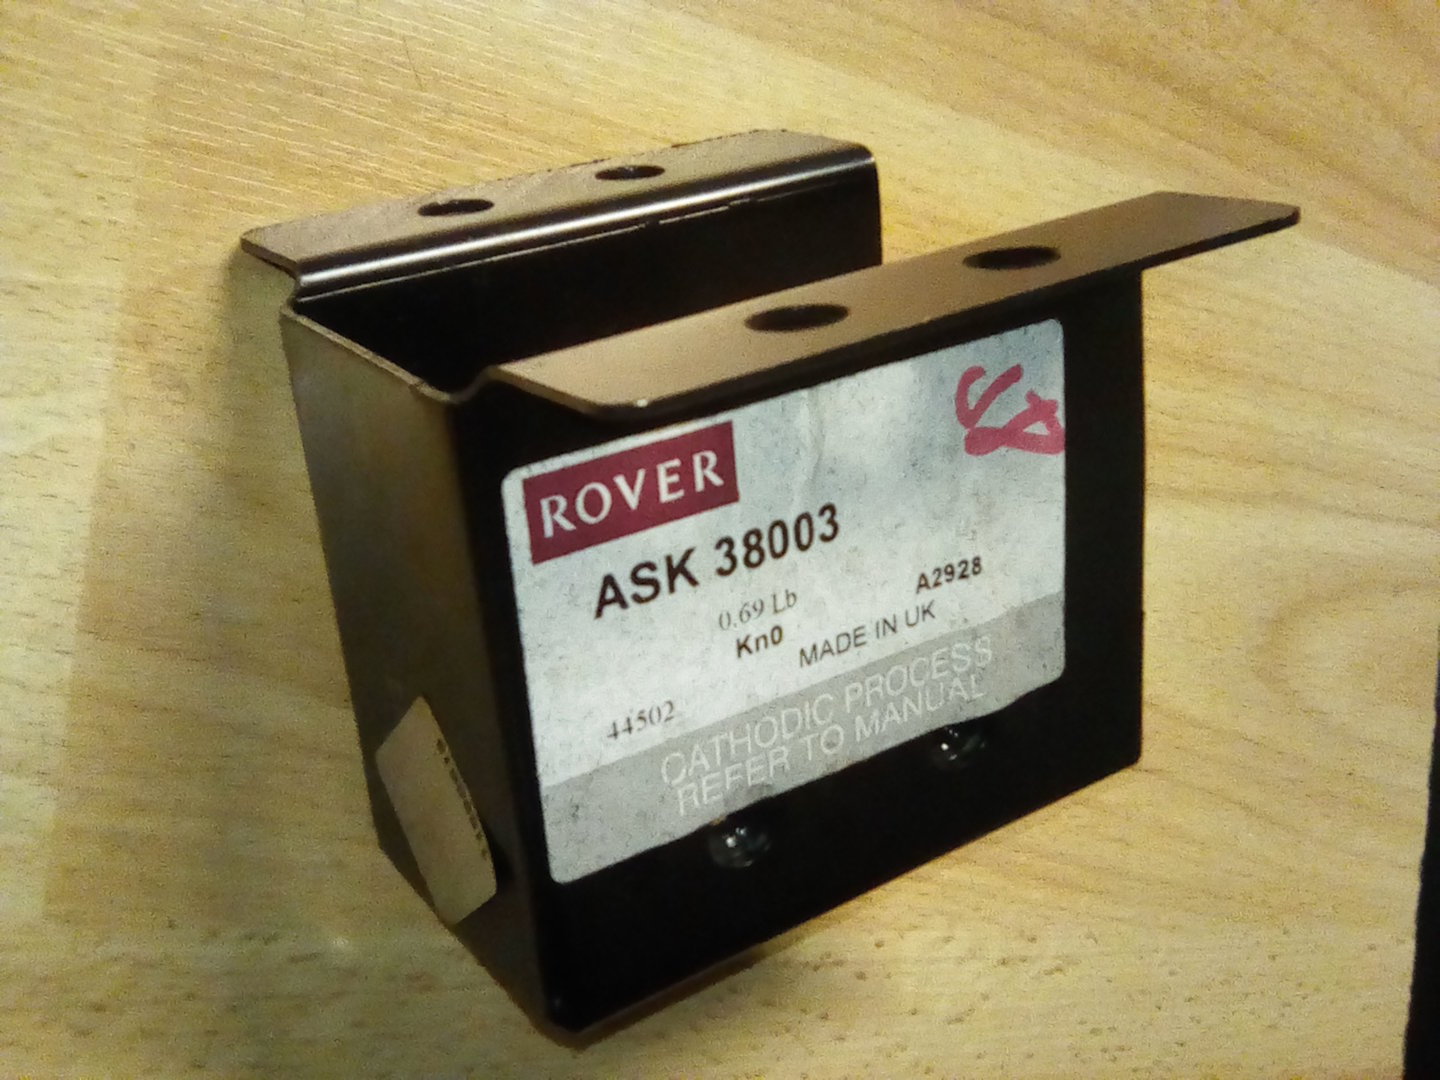 ROVER
ASK 38003
0.69 Lb
A2928
Kn0
MADE IN UK
44502
CATHODIC PROCESS
REFER TO MANUAL